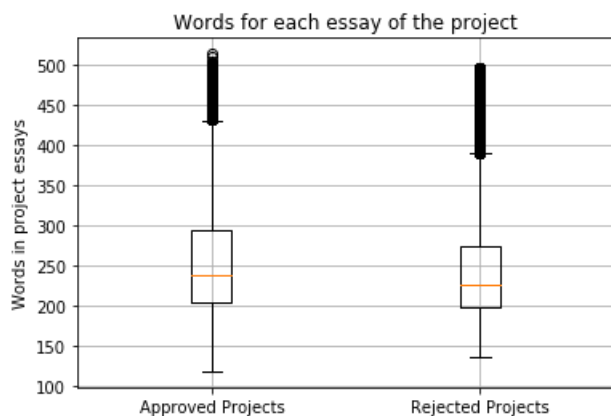 Words for each essay of the project
Words in project essays
500
450
400
350
300
250
200
150
100
Approved Projects
Rejected Projects